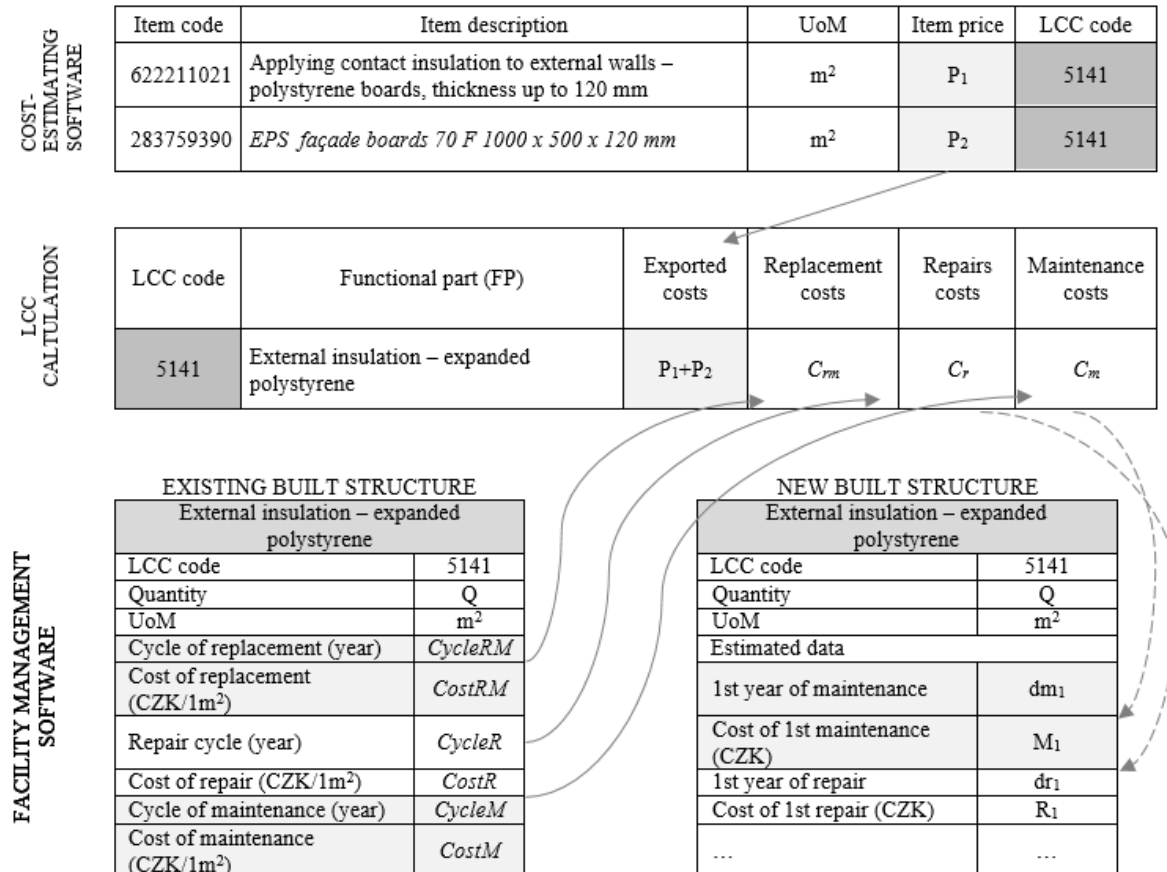 COST-
ESTIMATING
SOFTWARE
Item code Item description UoM Item price LCC code
622211021 Applying contact insulation to external walls – polystyrene boards, thickness up to 120 mm m² P₁ 5141
283759390 EPS façade boards 70 F 1000 x 500 x 120 mm m² P₂ 5141
LCC
CALTULATION
LCC code Functional part (FP) Exported costs Replacement costs Repairs costs Maintenance costs
5141 External insulation – expanded polystyrene P₁+P₂ Cᵣₘ Cᵣ Cₘ
FACILITY MANAGEMENT
SOFTWARE
EXISTING BUILT STRUCTURE
External insulation – expanded
polystyrene
LCC code 5141
Quantity Q
UoM m²
Cycle of replacement (year) CycleRM
Cost of replacement
(CZK/1m²) CostRM
Repair cycle (year) CycleR
Cost of repair (CZK/1m²) CostR
Cycle of maintenance (year) CycleM
Cost of maintenance
(CZK/1m²) CostM
NEW BUILT STRUCTURE
External insulation – expanded
polystyrene
LCC code 5141
Quantity Q
UoM m²
Estimated data
1st year of maintenance dm₁
Cost of 1st maintenance
(CZK) M₁
1st year of repair dr₁
Cost of 1st repair (CZK) R₁
... ...